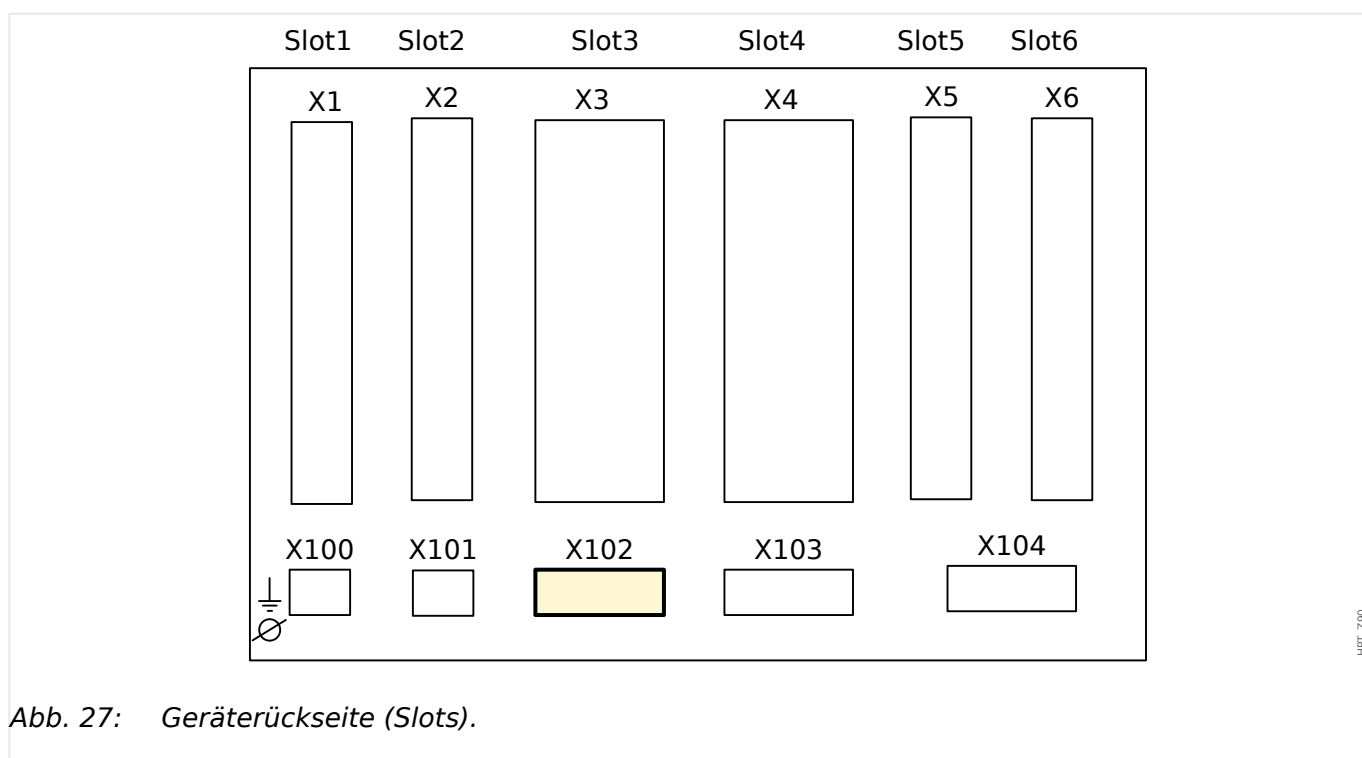 Slot1 Slot2 Slot3 Slot4 Slot5 Slot6
X1 X2 X3 X4 X5 X6
X100 X101 X102 X103 X104
Abb. 27: Geräterückseite (Slots).